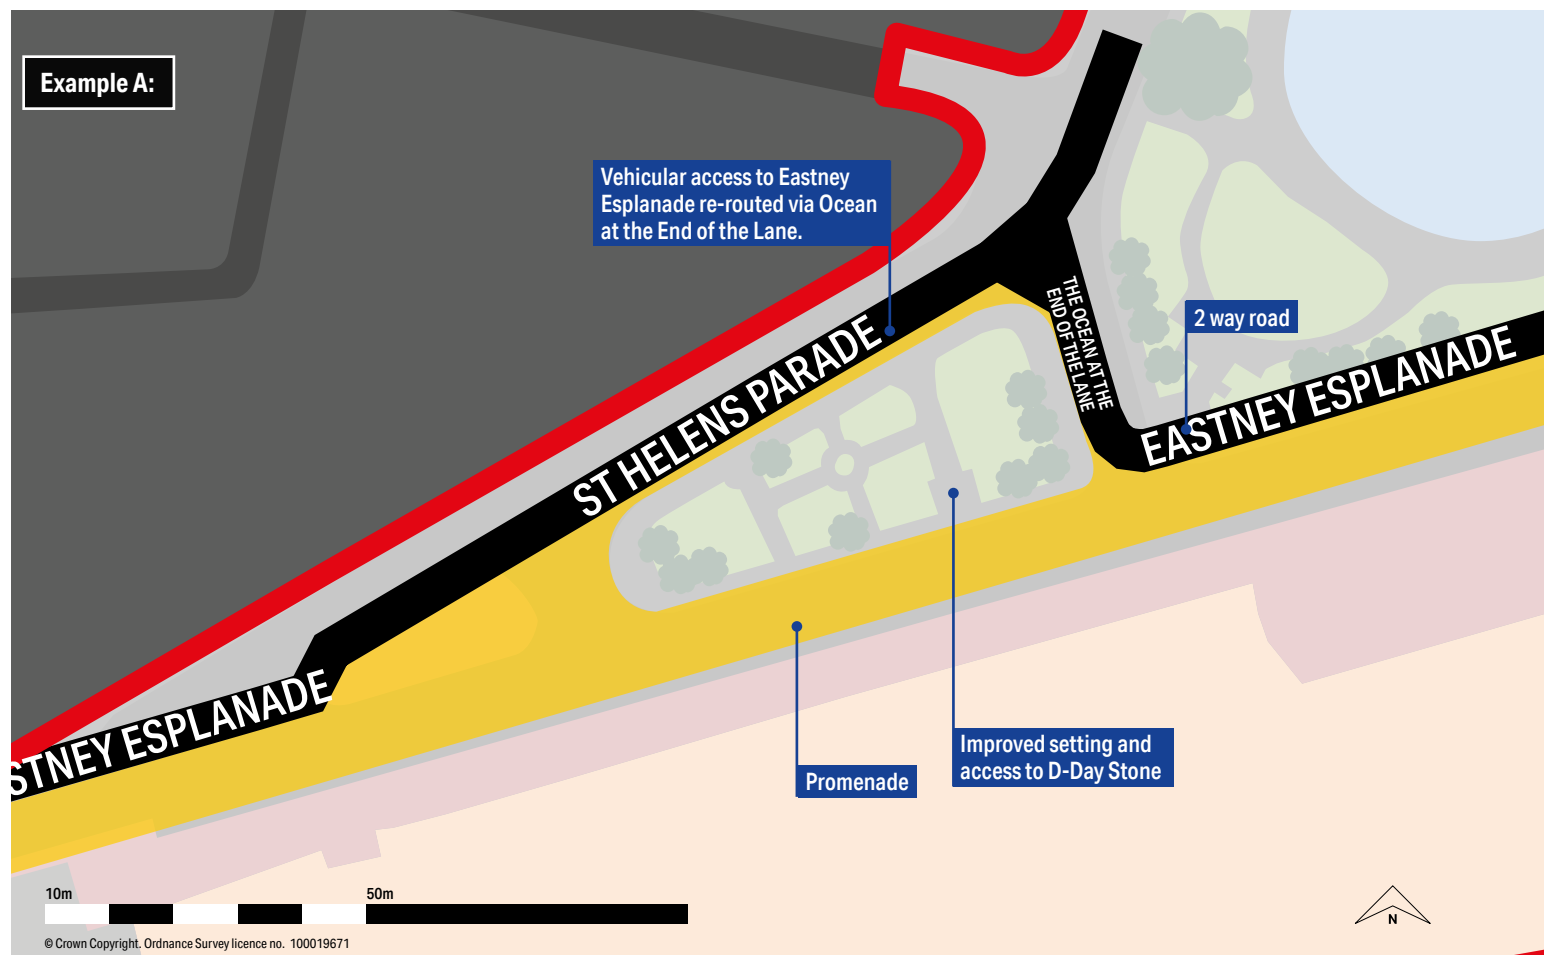 Example A:
Vehicular access to Eastney
Esplanade re-routed via Ocean
at the End of the Lane.
THE OCEAN AT THE
END OF THE LANE
2 way road
ST HELENS PARADE
EASTNEY ESPLANADE
STNEY ESPLANADE
Improved setting and
access to D-Day Stone
Promenade
10m
50m
N
© Crown Copyright. Ordnance Survey licence no. 100019671